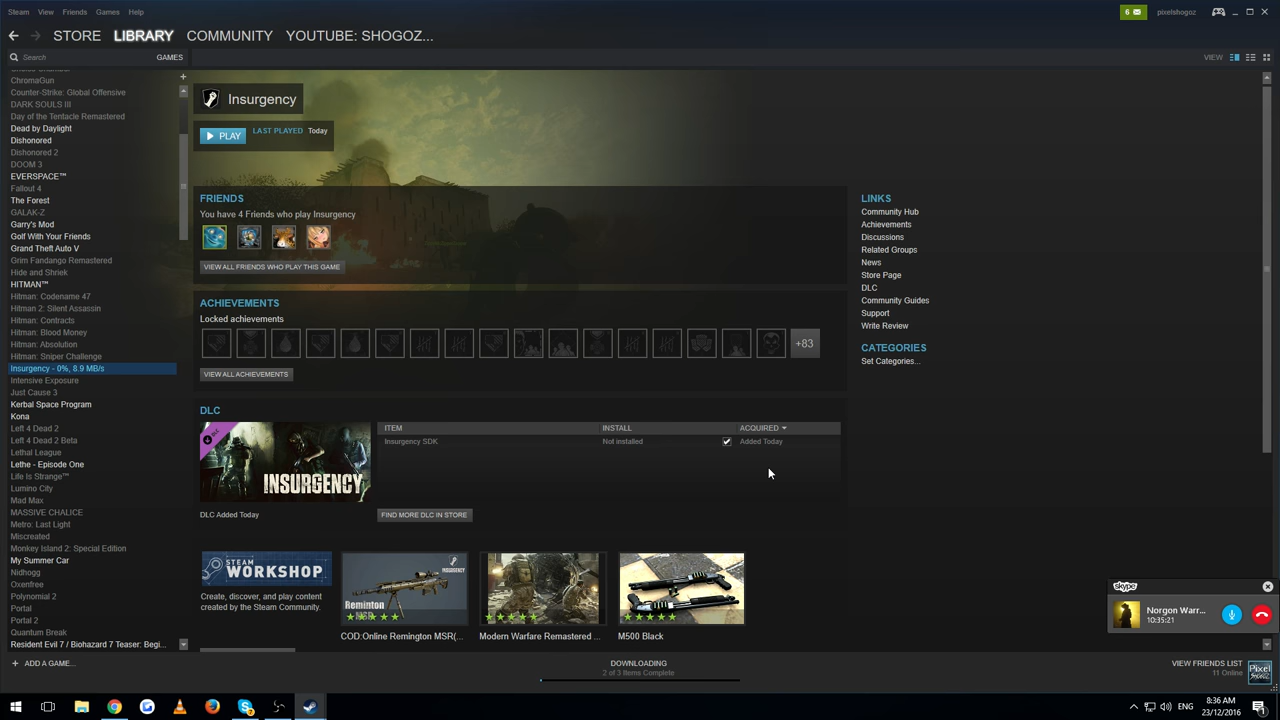 Steam View Friends Games Help
6
pixelshogoz
STORE LIBRARY COMMUNITY YOUTUBE: SHOGOZ...
Search
GAMES
VIEW
ChromaGun
Counter-Strike: Global Offensive
DARK SOULS III
Day of the Tentacle Remastered
Dead by Daylight
Dishonored
Dishonored 2
DOOM 3
EVERSPACE™
Fallout 4
The Forest
GALAK-Z
Garry's Mod
Golf With Your Friends
Grand Theft Auto V
Grim Fandango Remastered
Hide and Shriek
HITMAN™
Hitman: Codename 47
Hitman 2: Silent Assassin
Hitman: Contracts
Hitman: Blood Money
Hitman: Absolution
Hitman: Sniper Challenge
Insurgency - 0%, 8.9 MB/s
Intensive Exposure
Just Cause 3
Kerbal Space Program
Kona
Left 4 Dead 2
Left 4 Dead 2 Beta
Lethal League
Lethe - Episode One
Life Is Strange™
Lumino City
Mad Max
MASSIVE CHALICE
Metro: Last Light
Miscreated
Monkey Island 2: Special Edition
My Summer Car
Nidhogg
Oxenfree
Polynomial 2
Portal
Portal 2
Quantum Break
Resident Evil 7 / Biohazard 7 Teaser: Begi...
+ ADD A GAME...
Insurgency
PLAY
LAST PLAYED Today
FRIENDS
You have 4 Friends who play Insurgency
VIEW ALL FRIENDS WHO PLAY THIS GAME
ACHIEVEMENTS
Locked achievements
+83
VIEW ALL ACHIEVEMENTS
DLC
DLC
INSURGENCY
ITEM INSTALL ACQUIRED
Insurgency SDK Not installed Added Today
DLC Added Today
FIND MORE DLC IN STORE
STEAM WORKSHOP
Create, discover, and play content
created by the Steam Community.
INSURGENCY
Reminton
MSR
COD:Online Remington MSR(...
Modern Warfare Remastered ...
M500 Black
LINKS
Community Hub
Achievements
Discussions
Related Groups
News
Store Page
DLC
Community Guides
Support
Write Review
CATEGORIES
Set Categories...
skype
Norgon Warr...
10:35:21
DOWNLOADING
2 of 3 Items Complete
VIEW FRIENDS LIST
11 Online
Pixel
SHOGOZ
ENG
8:36 AM
23/12/2016
1